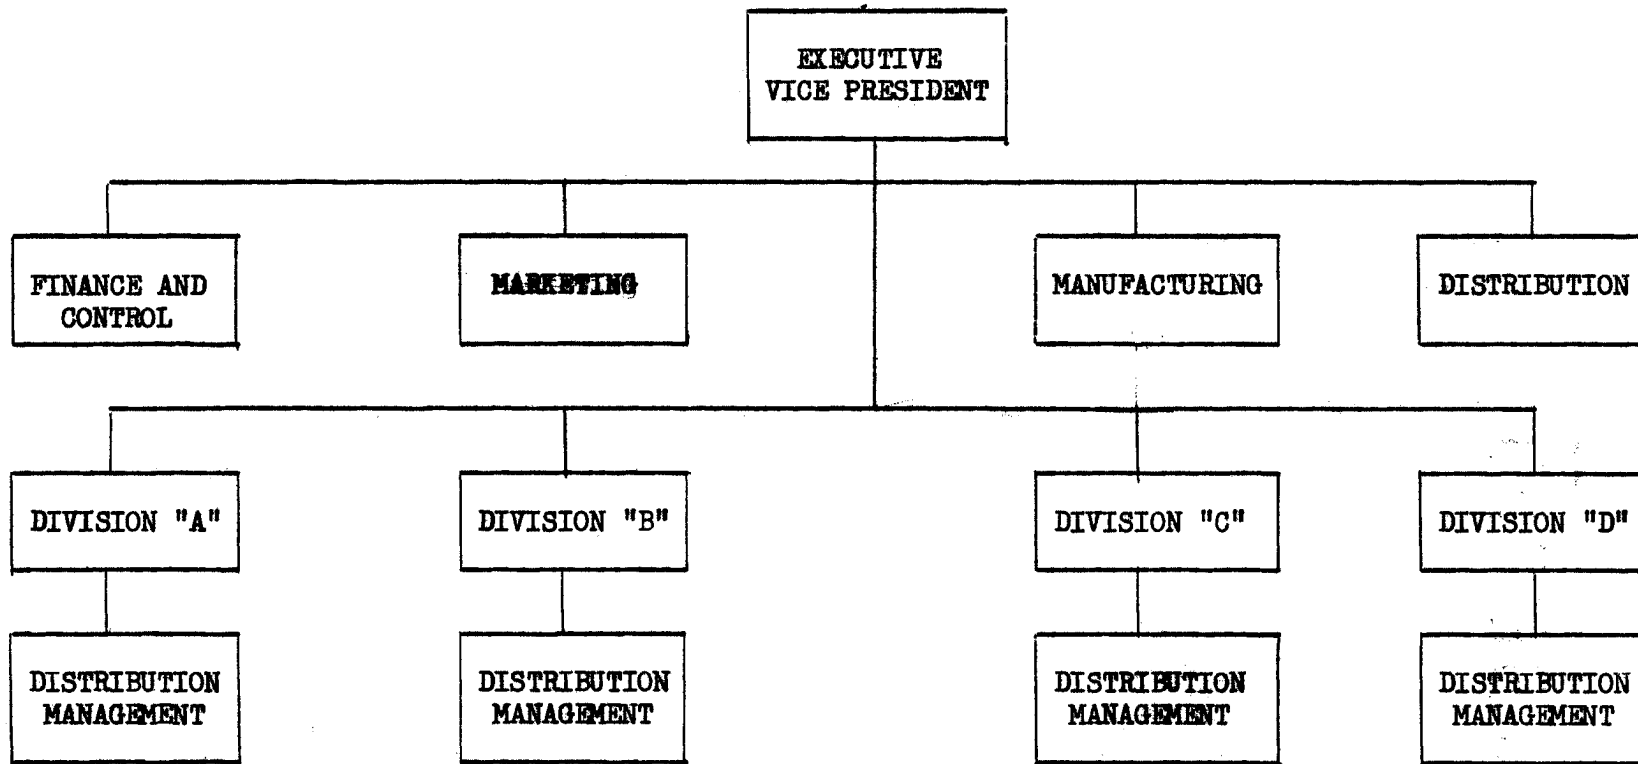 EXECUTIVE
VICE PRESIDENT
FINANCE AND
CONTROL
MARKETING
MANUFACTURING
DISTRIBUTION
DIVISION "A"
DIVISION "B"
DIVISION "C"
DIVISION "D"
DISTRIBUTION
MANAGEMENT
DISTRIBUTION
MANAGEMENT
DISTRIBUTION
MANAGEMENT
DISTRIBUTION
MANAGEMENT